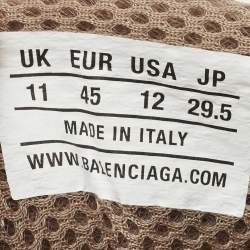 UK EUR USA JP
11 45 12 29.5
MADE IN ITALY
WWW.BALENCIAGA.COM